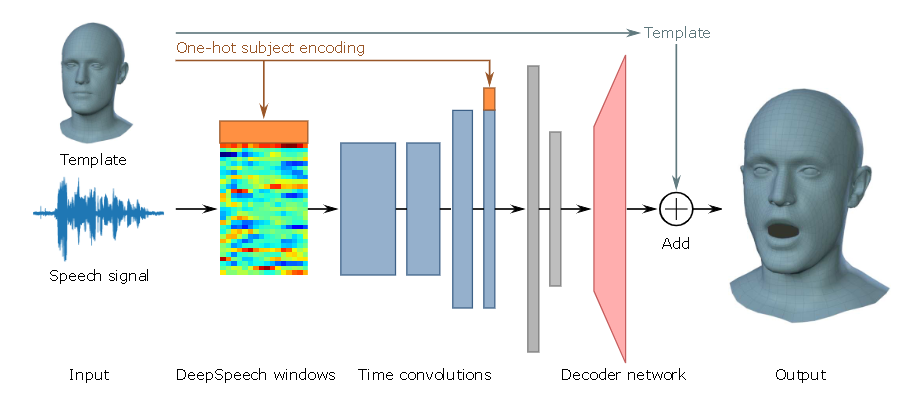 One-hot subject encoding
Template
Template
Speech signal
Add
Input
DeepSpeech windows
Time convolutions
Decoder network
Output